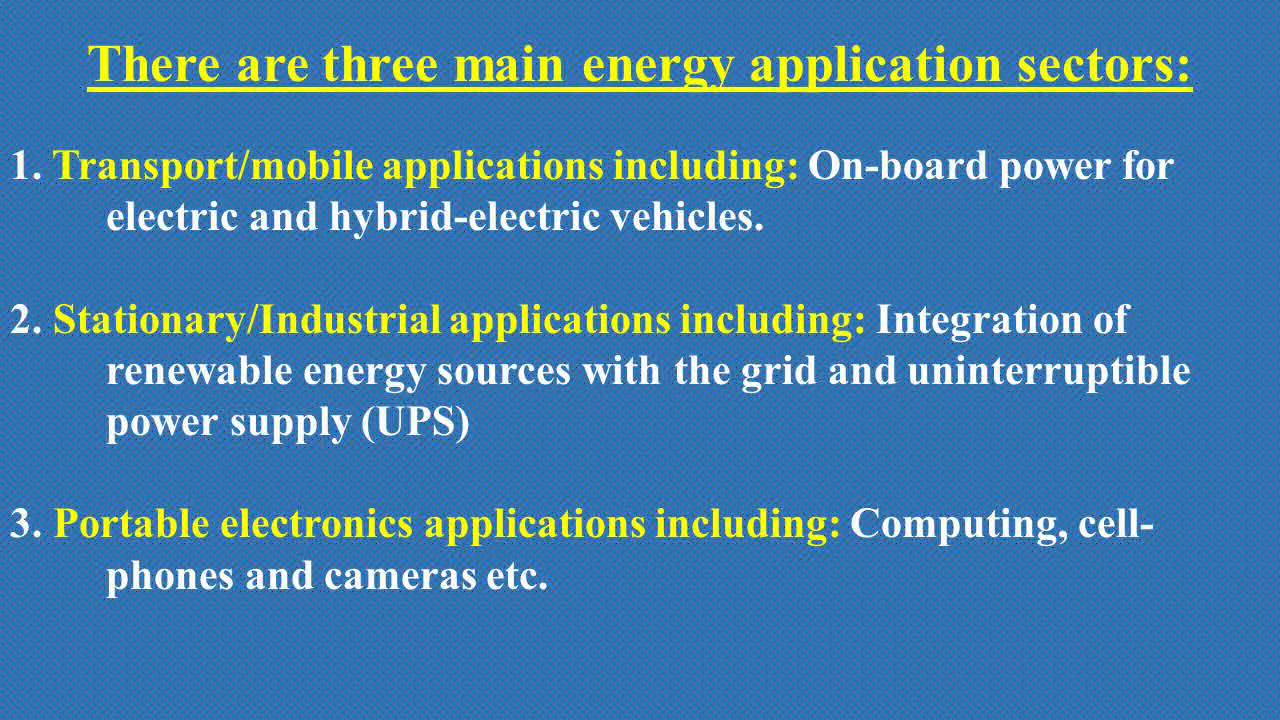 There are three main energy application sectors:
1. Transport/mobile applications including: On-board power for
electric and hybrid-electric vehicles.
2. Stationary/Industrial applications including: Integration of
renewable energy sources with the grid and uninterruptible
power supply (UPS)
3. Portable electronics applications including: Computing, cell-
phones and cameras etc.